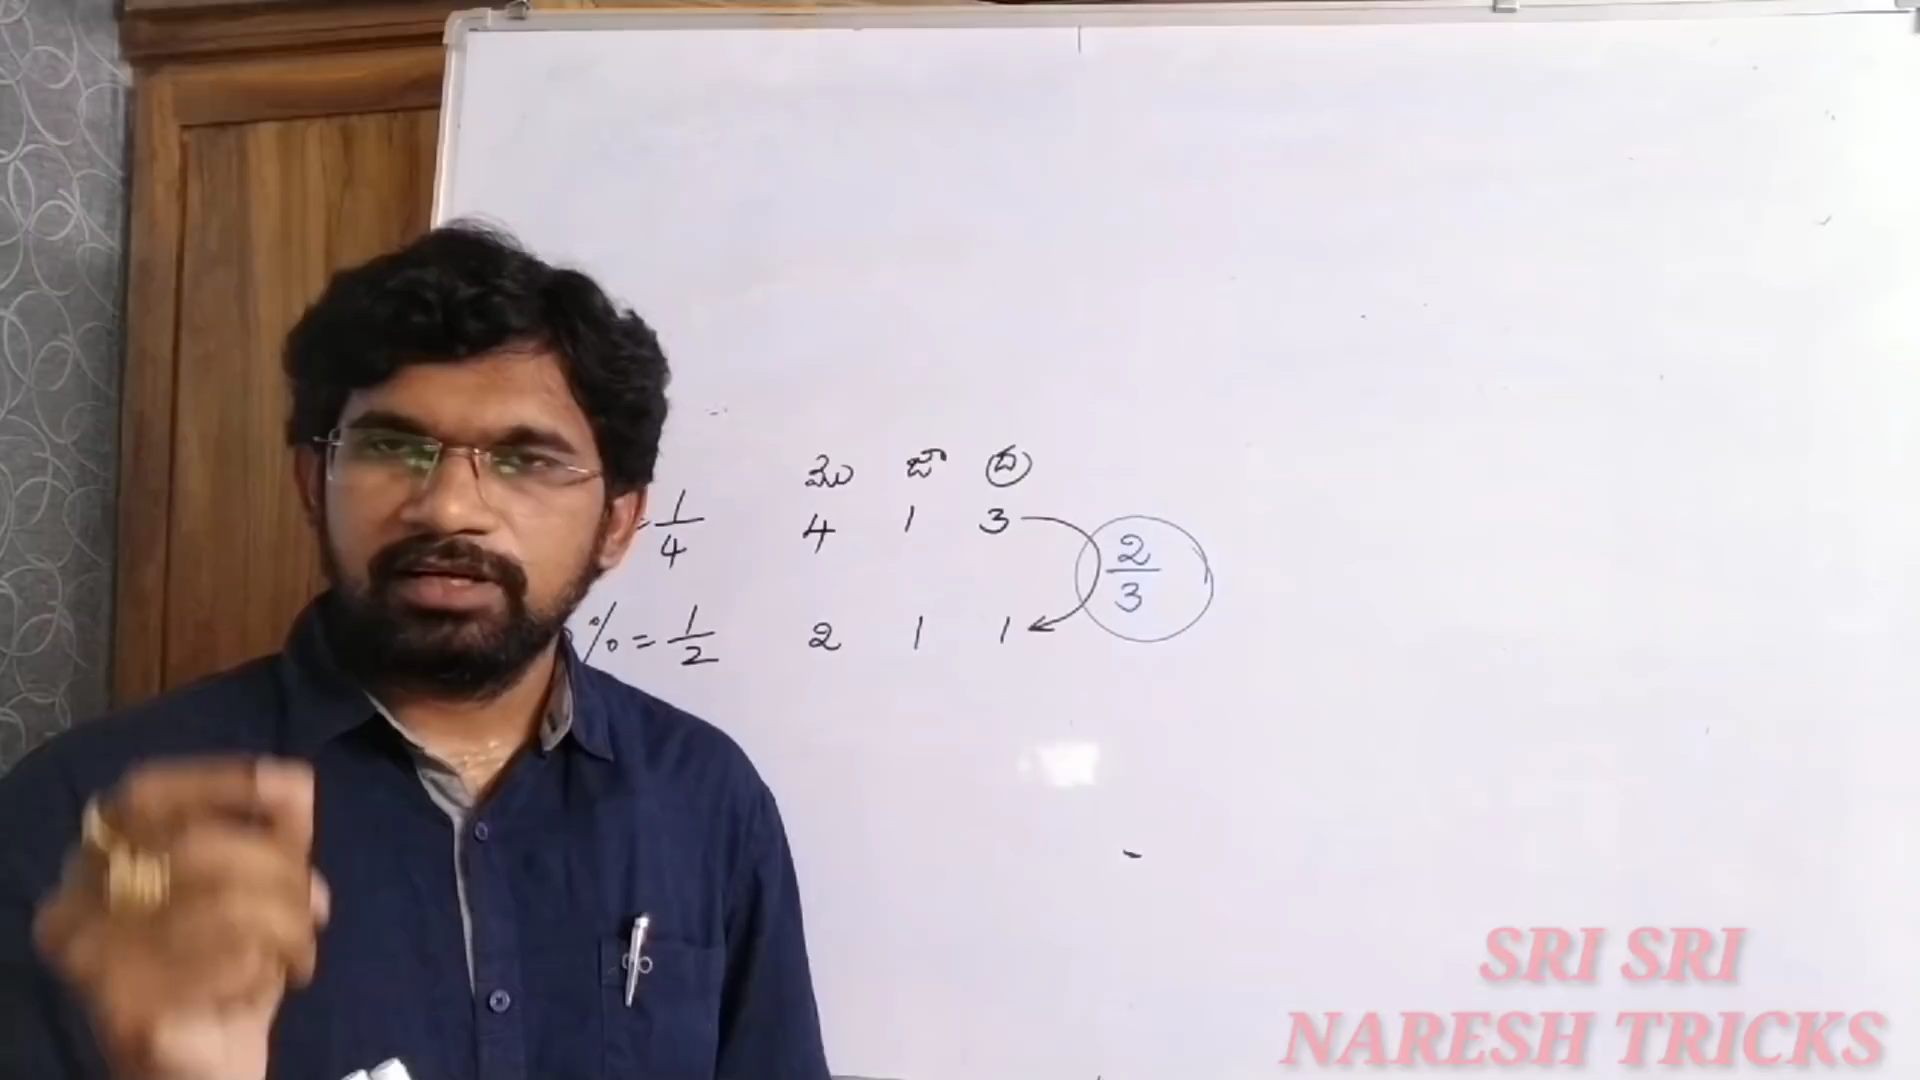 మొ జా ద్ర
= 1/4 4 1 3
2/3
% = 1/2 2 1 1
SRI SRI
NARESH TRICKS